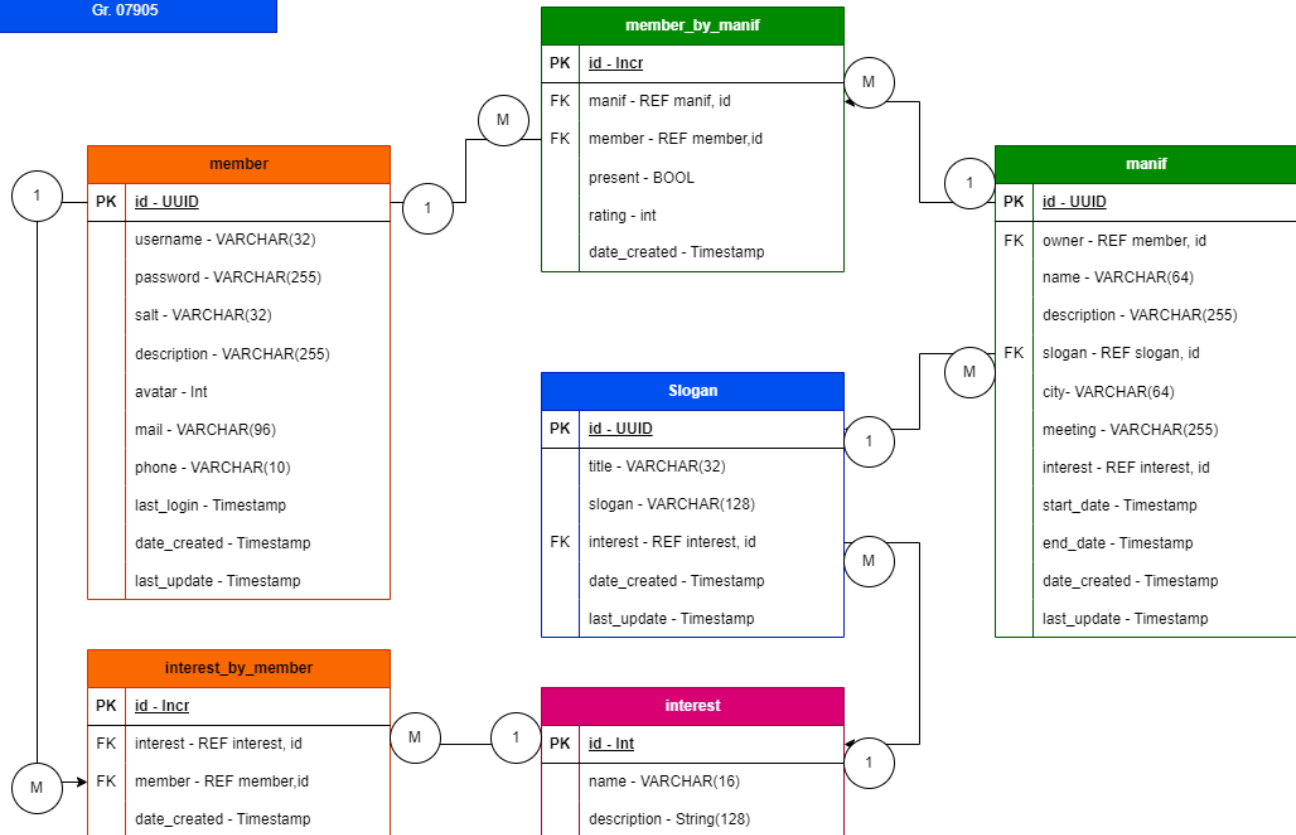 Gr. 07905
member_by_manif
PK id - Incr
FK manif - REF manif, id
FK member - REF member,id
present - BOOL
rating - int
date_created - Timestamp
M
M
1
1
1
member
PK id - UUID
username - VARCHAR(32)
password - VARCHAR(255)
salt - VARCHAR(32)
description - VARCHAR(255)
avatar - Int
mail - VARCHAR(96)
phone - VARCHAR(10)
last_login - Timestamp
date_created - Timestamp
last_update - Timestamp
manif
PK id - UUID
FK owner - REF member, id
name - VARCHAR(64)
description - VARCHAR(255)
FK slogan - REF slogan, id
city- VARCHAR(64)
meeting - VARCHAR(255)
interest - REF interest, id
start_date - Timestamp
end_date - Timestamp
date_created - Timestamp
last_update - Timestamp
Slogan
PK id - UUID
title - VARCHAR(32)
slogan - VARCHAR(128)
FK interest - REF interest, id
date_created - Timestamp
last_update - Timestamp
M
1
M
interest_by_member
PK id - Incr
FK interest - REF interest, id
FK member - REF member,id
date_created - Timestamp
M
M
1
1
interest
PK id - Int
name - VARCHAR(16)
description - String(128)